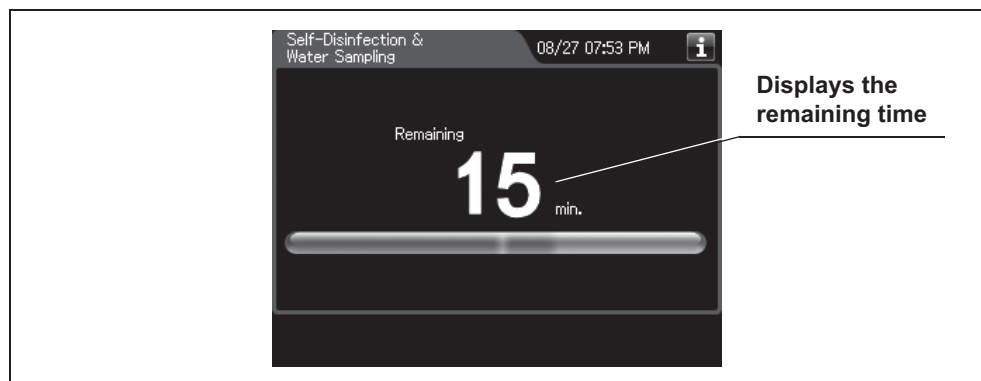 Self-Disinfection &
Water Sampling
08/27 07:53 PM
i
Remaining
15
min.
Displays the
remaining time